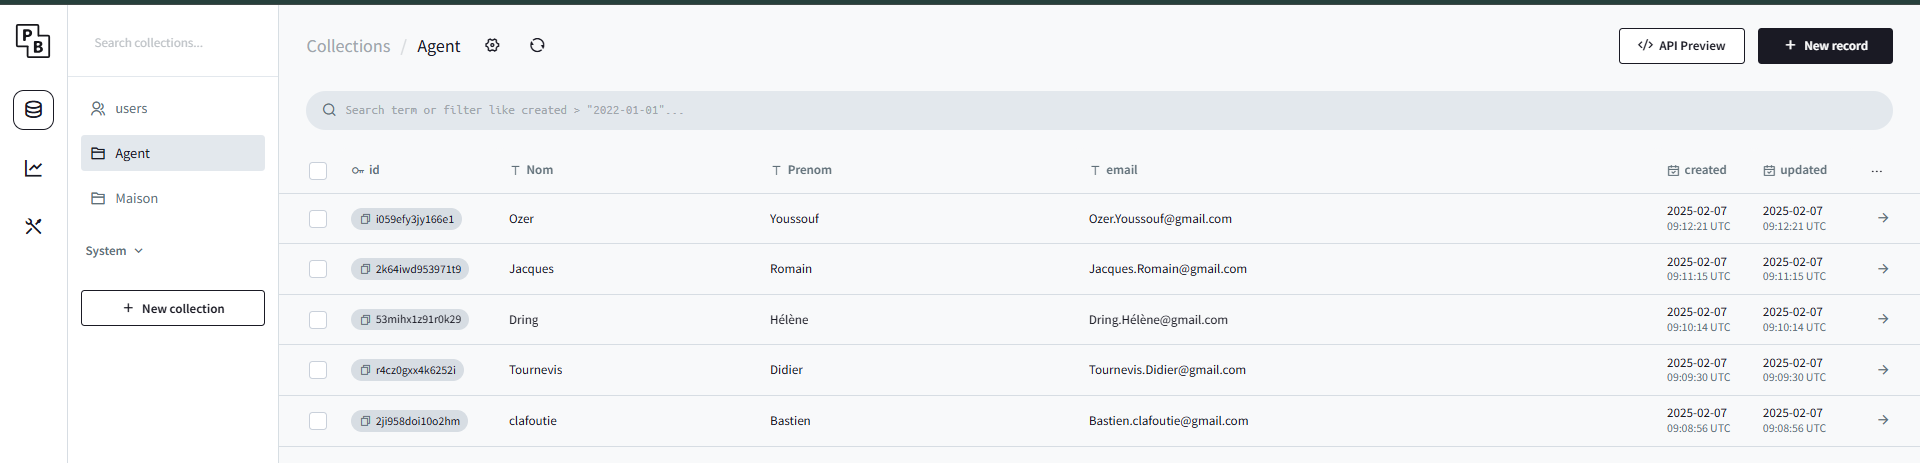 PB
Search collections...
users
Agent
Maison
System
+ New collection
Collections / Agent
</> API Preview
+ New record
Search term or filter like created > "2022-01-01"...
id Nom Prenom email created updated ...
i059efy3jy166e1 Ozer Youssouf Ozer.Youssouf@gmail.com 2025-02-07 09:12:21 UTC 2025-02-07 09:12:21 UTC
2k64iwd953971t9 Jacques Romain Jacques.Romain@gmail.com 2025-02-07 09:11:15 UTC 2025-02-07 09:11:15 UTC
53mihx1z91r0k29 Dring Hélène Dring.Hélène@gmail.com 2025-02-07 09:10:14 UTC 2025-02-07 09:10:14 UTC
r4cz0gxx4k6252i Tournevis Didier Tournevis.Didier@gmail.com 2025-02-07 09:09:30 UTC 2025-02-07 09:09:30 UTC
2ji958doi10o2hm clafoutie Bastien Bastien.clafoutie@gmail.com 2025-02-07 09:08:56 UTC 2025-02-07 09:08:56 UTC